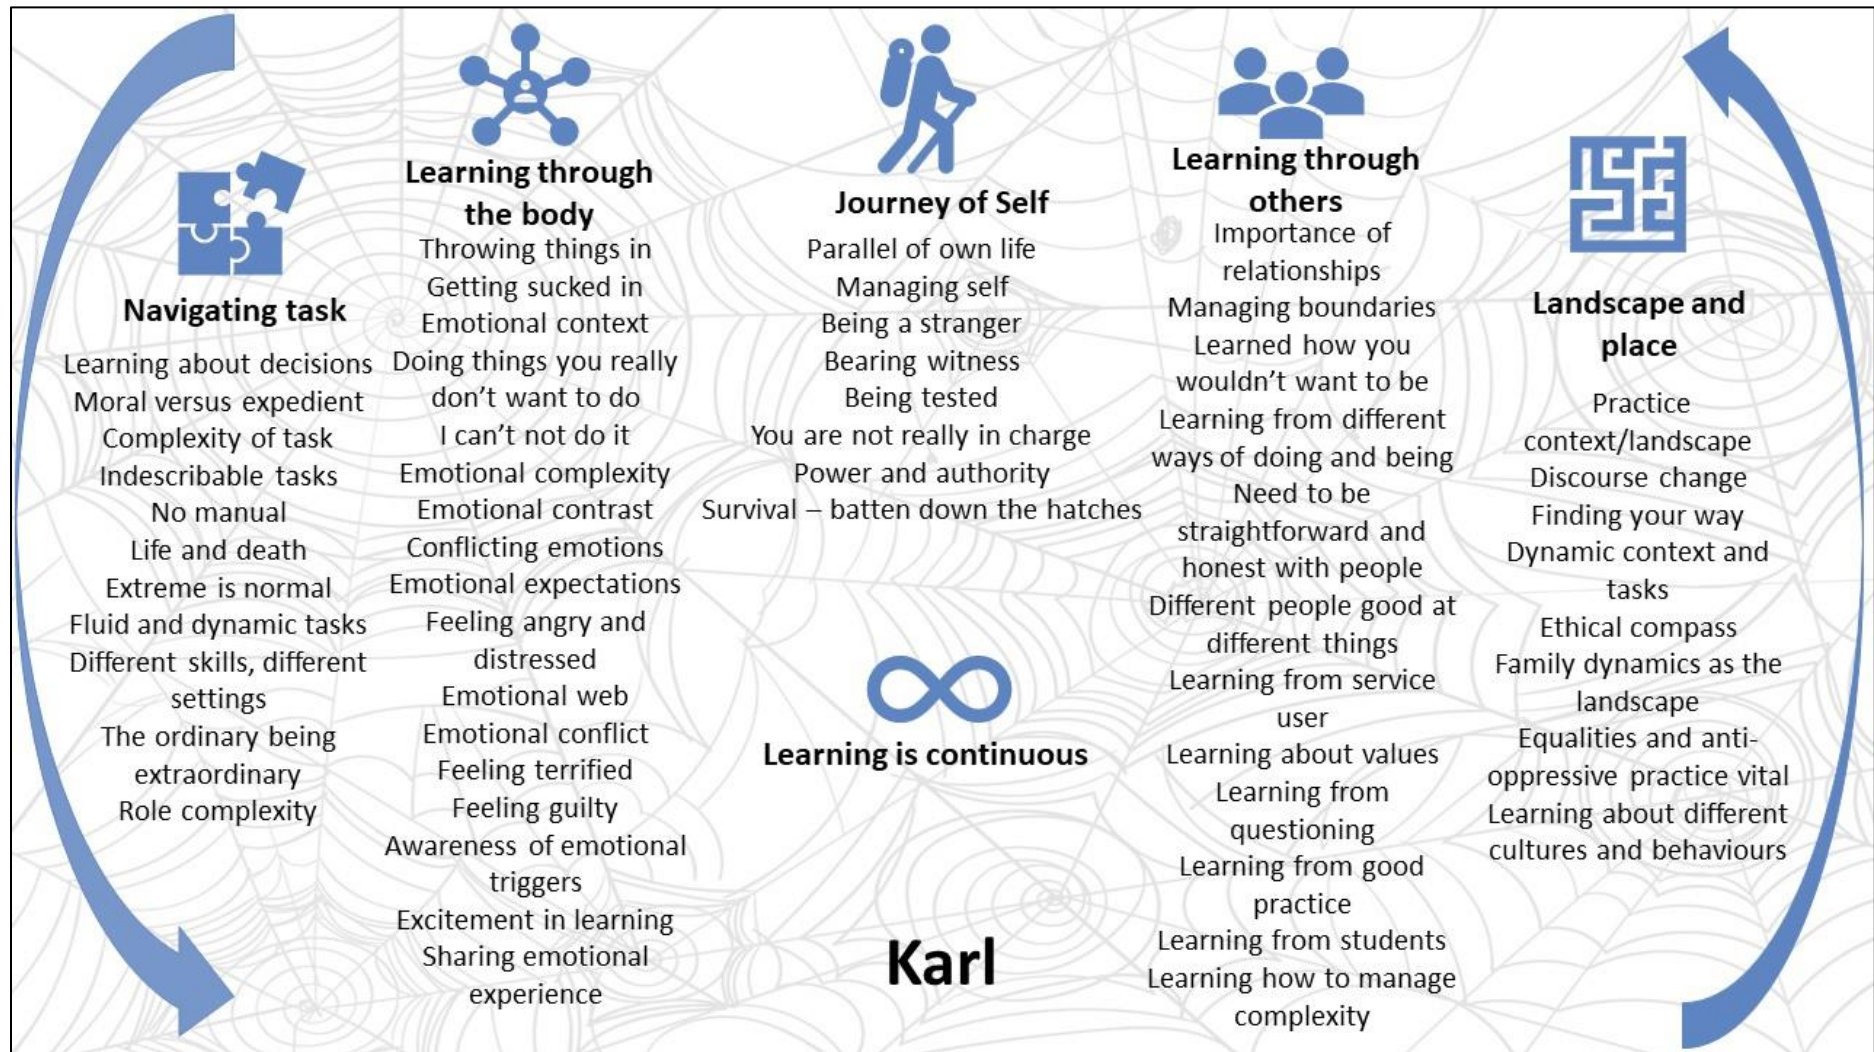 Navigating task
Learning about decisions
Moral versus expedient
Complexity of task
Indescribable tasks
No manual
Life and death
Extreme is normal
Fluid and dynamic tasks
Different skills, different
settings
The ordinary being
extraordinary
Role complexity
Learning through
the body
Throwing things in
Getting sucked in
Emotional context
Doing things you really
don’t want to do
I can’t not do it
Emotional complexity
Emotional contrast
Conflicting emotions
Emotional expectations
Feeling angry and
distressed
Emotional web
Emotional conflict
Feeling terrified
Feeling guilty
Awareness of emotional
triggers
Excitement in learning
Sharing emotional
experience
Journey of Self
Parallel of own life
Managing self
Being a stranger
Bearing witness
Being tested
You are not really in charge
Power and authority
Survival – batten down the hatches
Learning is continuous
Karl
Learning through
others
Importance of
relationships
Managing boundaries
Learned how you
wouldn’t want to be
Learning from different
ways of doing and being
Need to be
straightforward and
honest with people
Different people good at
different things
Learning from service
user
Learning about values
Learning from
questioning
Learning from good
practice
Learning from students
Learning how to manage
complexity
Landscape and
place
Practice
context/landscape
Discourse change
Finding your way
Dynamic context and
tasks
Ethical compass
Family dynamics as the
landscape
Equalities and anti-
oppressive practice vital
Learning about different
cultures and behaviours